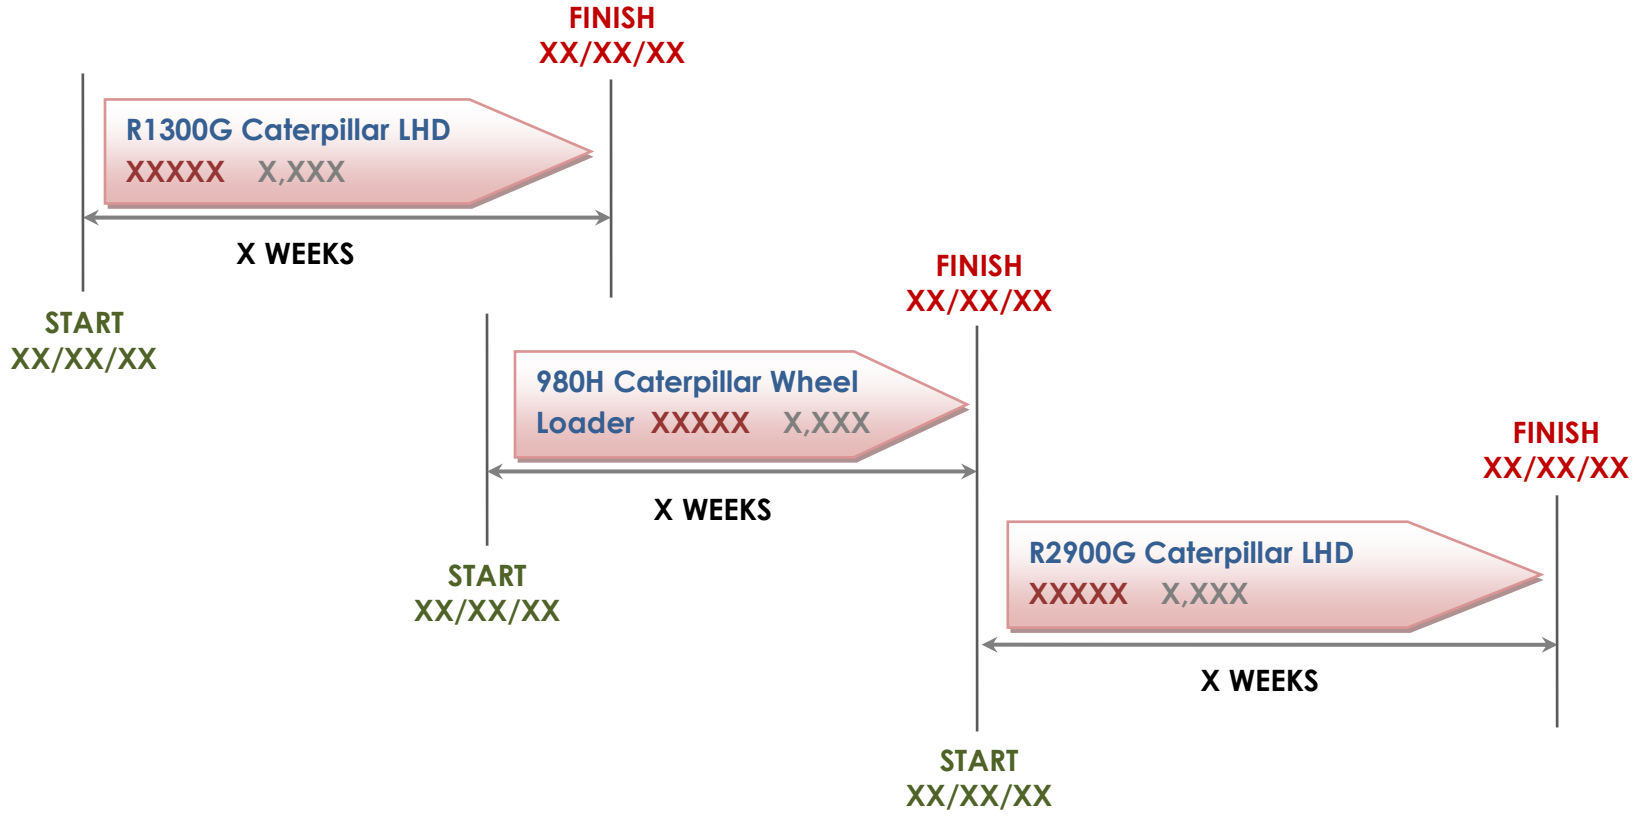 FINISH
XX/XX/XX
R1300G Caterpillar LHD
XXXXX X,XXX
X WEEKS
START
XX/XX/XX
FINISH
XX/XX/XX
980H Caterpillar Wheel
Loader XXXXX X,XXX
X WEEKS
START
XX/XX/XX
FINISH
XX/XX/XX
R2900G Caterpillar LHD
XXXXX X,XXX
X WEEKS
START
XX/XX/XX